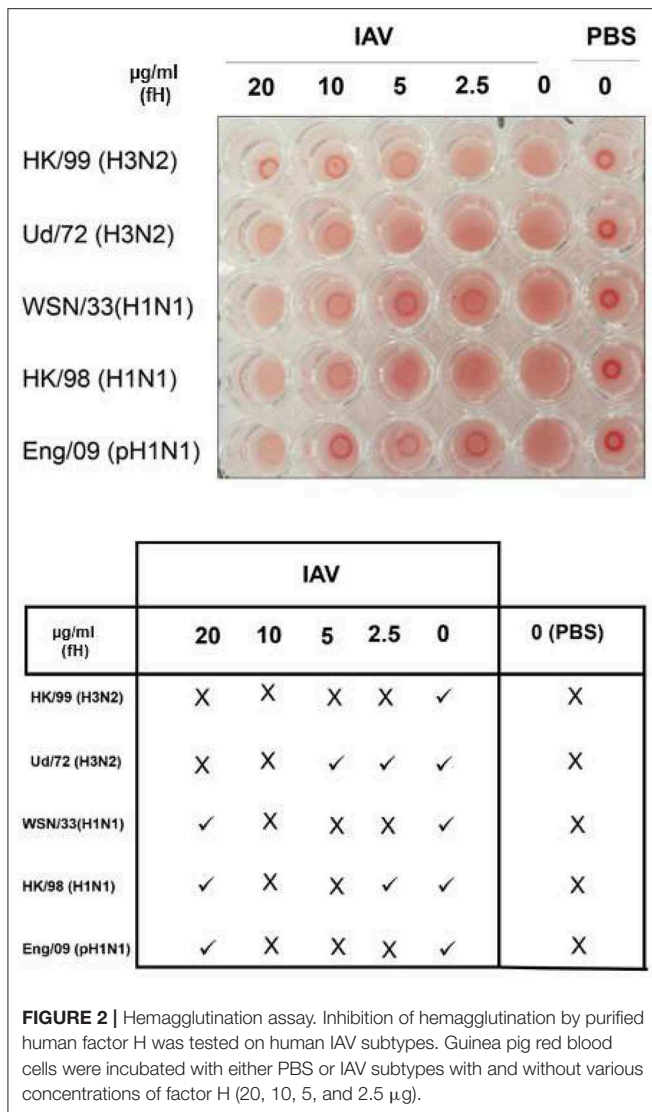 IAV PBS
µg/ml
(fH) 20 10 5 2.5 0 0
HK/99 (H3N2)
Ud/72 (H3N2)
WSN/33(H1N1)
HK/98 (H1N1)
Eng/09 (pH1N1)
IAV
µg/ml
(fH) 20 10 5 2.5 0 0 (PBS)
HK/99 (H3N2) X X X X ✓ X
Ud/72 (H3N2) X X ✓ ✓ ✓ X
WSN/33(H1N1) ✓ X X X ✓ X
HK/98 (H1N1) ✓ X X ✓ ✓ X
Eng/09 (pH1N1) ✓ X X X ✓ X
FIGURE 2 | Hemagglutination assay. Inhibition of hemagglutination by purified
human factor H was tested on human IAV subtypes. Guinea pig red blood
cells were incubated with either PBS or IAV subtypes with and without various
concentrations of factor H (20, 10, 5, and 2.5 µg).